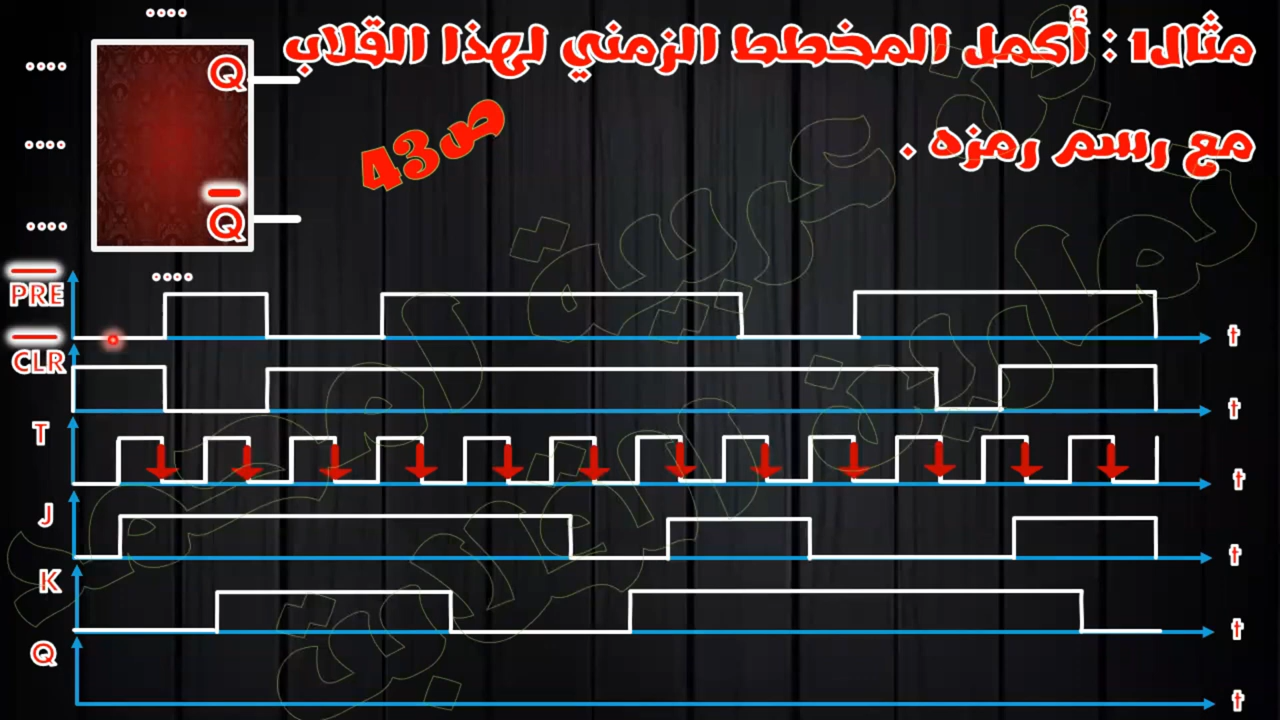 مثال1 : أكمل المخطط الزمني لهذا القلاب
مع رسم رمزه .
ص43
Q
Q
PRE
t
CLR
t
T
t
J
t
K
t
Q
t